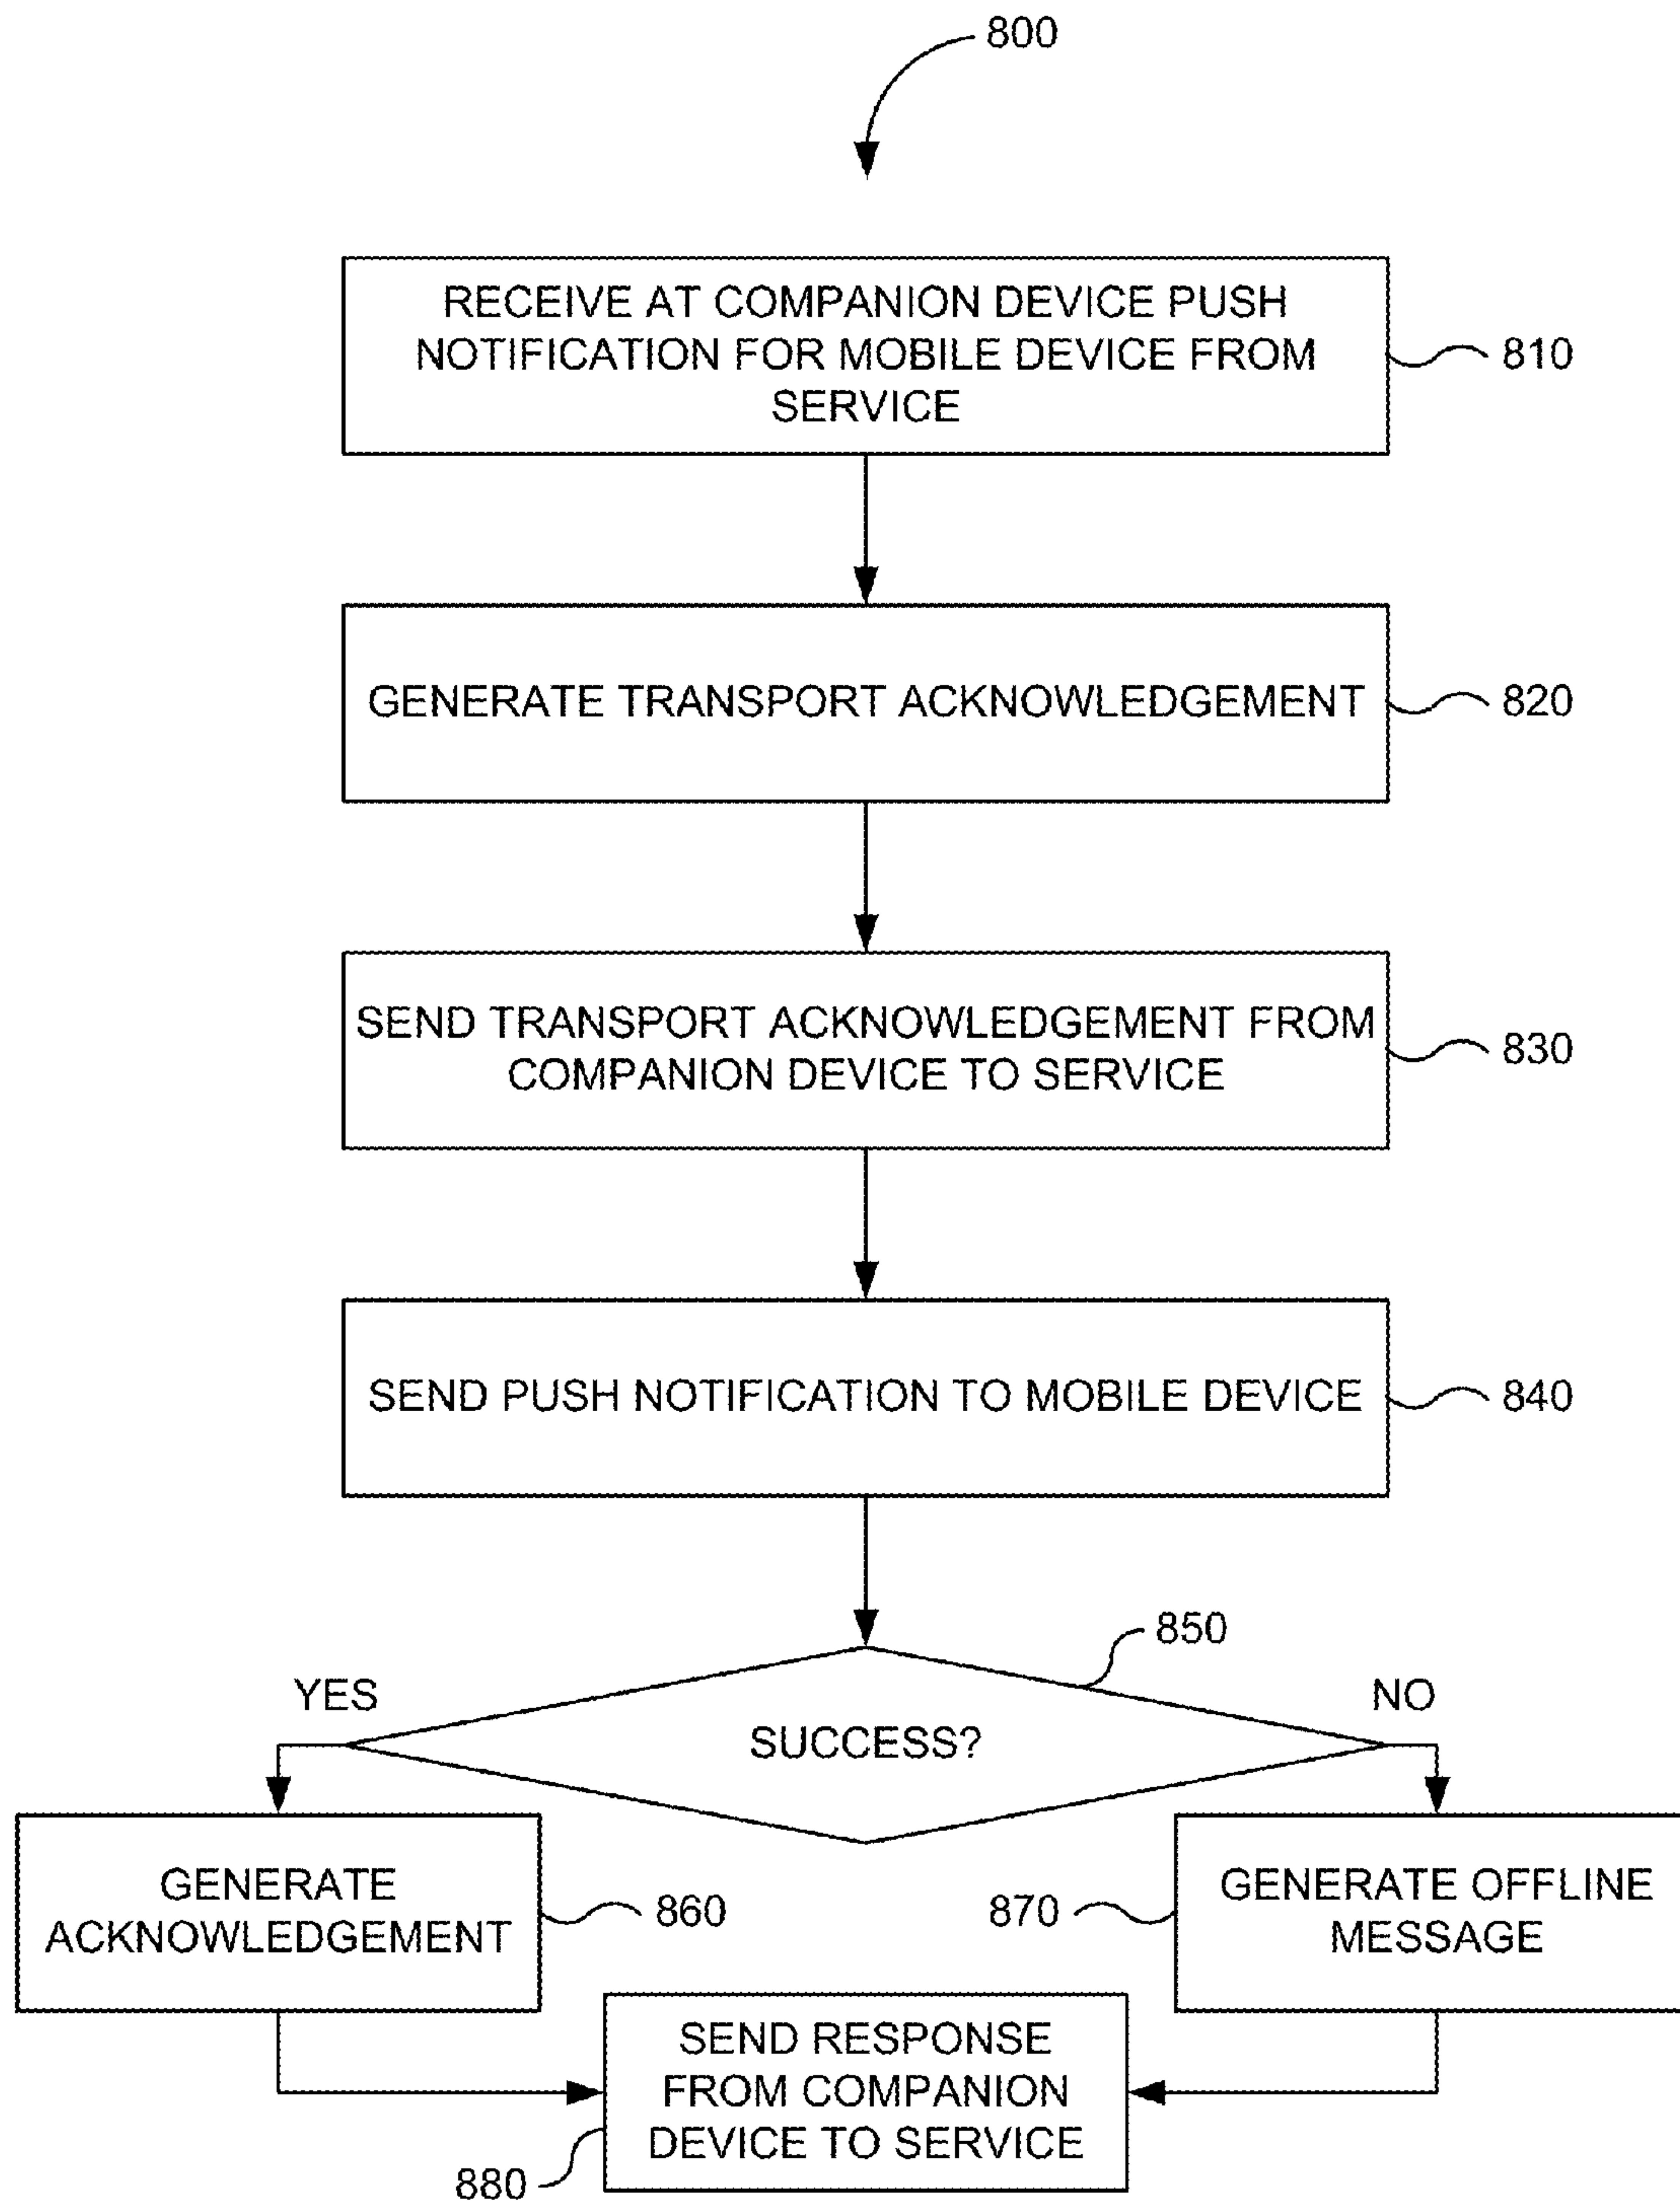 800
RECEIVE AT COMPANION DEVICE PUSH
NOTIFICATION FOR MOBILE DEVICE FROM
SERVICE
810
GENERATE TRANSPORT ACKNOWLEDGEMENT
820
SEND TRANSPORT ACKNOWLEDGEMENT FROM
COMPANION DEVICE TO SERVICE
830
SEND PUSH NOTIFICATION TO MOBILE DEVICE
840
850
YES
NO
SUCCESS?
GENERATE
ACKNOWLEDGEMENT
860
870
GENERATE OFFLINE
MESSAGE
SEND RESPONSE
FROM COMPANION
DEVICE TO SERVICE
880